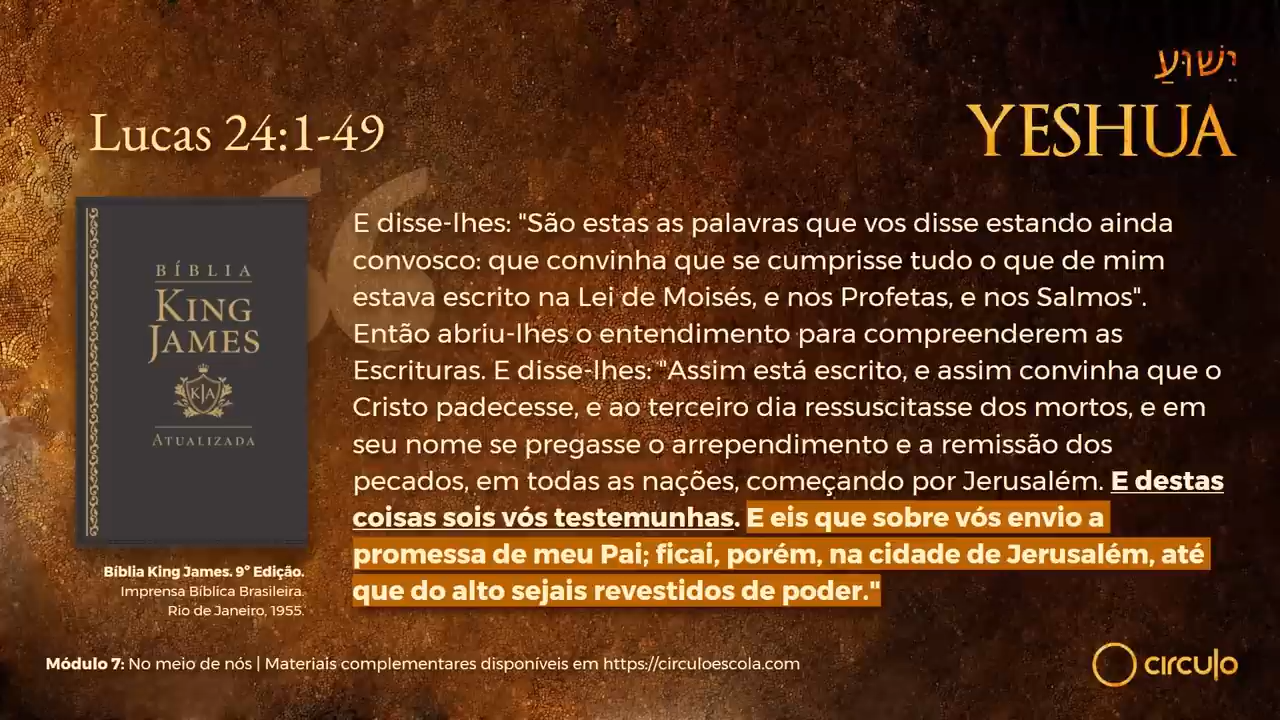 יֵשׁוּעַ
YESHUA
Lucas 24:1-49
BÍBLIA
KING
JAMES
KJA
ATUALIZADA
E disse-lhes: "São estas as palavras que vos disse estando ainda
convosco: que convinha que se cumprisse tudo o que de mim
estava escrito na Lei de Moisés, e nos Profetas, e nos Salmos".
Então abriu-lhes o entendimento para compreenderem as
Escrituras. E disse-lhes: "Assim está escrito, e assim convinha que o
Cristo padecesse, e ao terceiro dia ressuscitasse dos mortos, e em
seu nome se pregasse o arrependimento e a remissão dos
pecados, em todas as nações, começando por Jerusalém. E destas
coisas sois vós testemunhas. E eis que sobre vós envio a
promessa de meu Pai; ficai, porém, na cidade de Jerusalém, até
que do alto sejais revestidos de poder."
Bíblia King James. 9° Edição.
Imprensa Bíblica Brasileira.
Rio de Janeiro, 1955.
Módulo 7: No meio de nós | Materiais complementares disponíveis em https://circuloescola.com
circulo